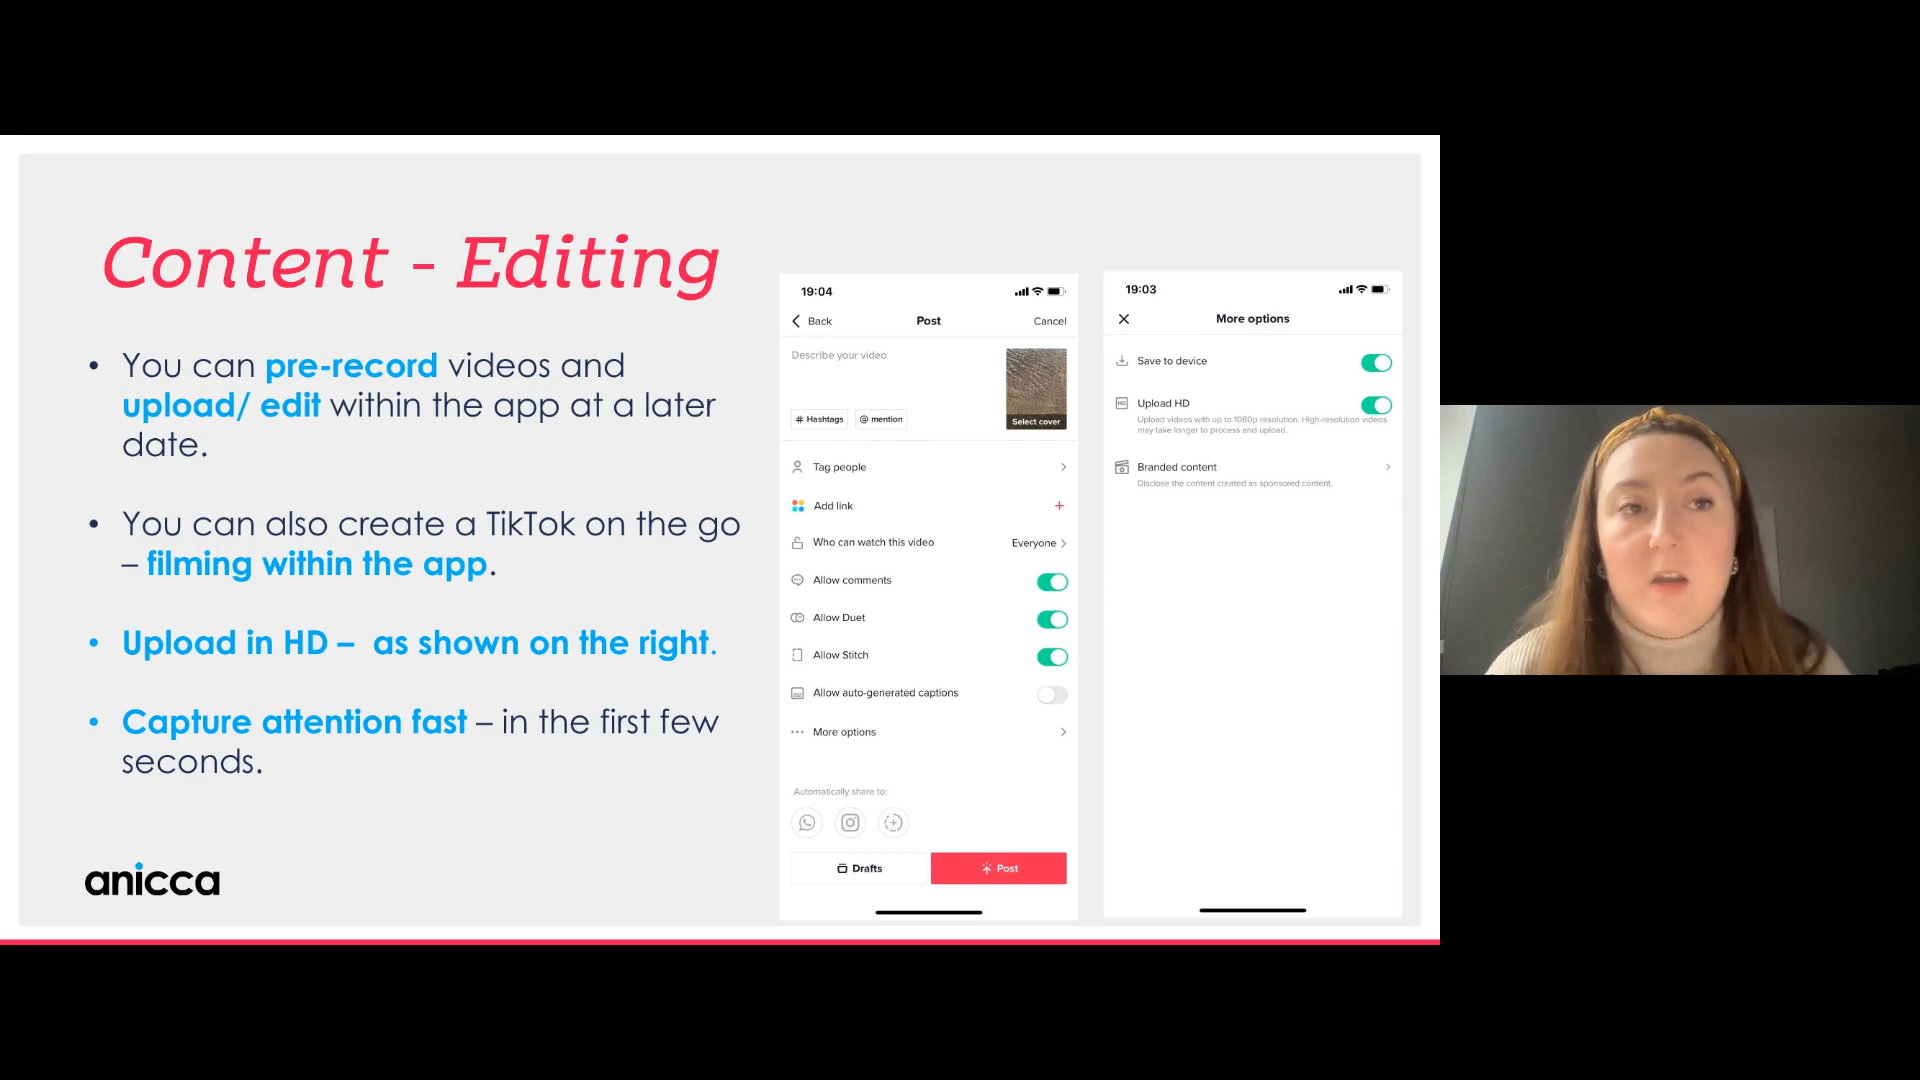 Content - Editing
• You can pre-record videos and
upload/ edit within the app at a later
date.
• You can also create a TikTok on the go
– filming within the app.
• Upload in HD – as shown on the right.
• Capture attention fast – in the first few
seconds.
anicca
19:04
Back
Post
Cancel
Describe your video
# Hashtags
@ mention
Select cover
Tag people
Add link
Who can watch this video
Everyone
Allow comments
Allow Duet
Allow Stitch
Allow auto-generated captions
More options
Automatically share to:
Drafts
Post
19:03
More options
Save to device
HD
Upload HD
Upload videos with up to 1080p resolution. High-resolution videos
may take longer to process and upload.
Branded content
Disclose the content created as sponsored content.